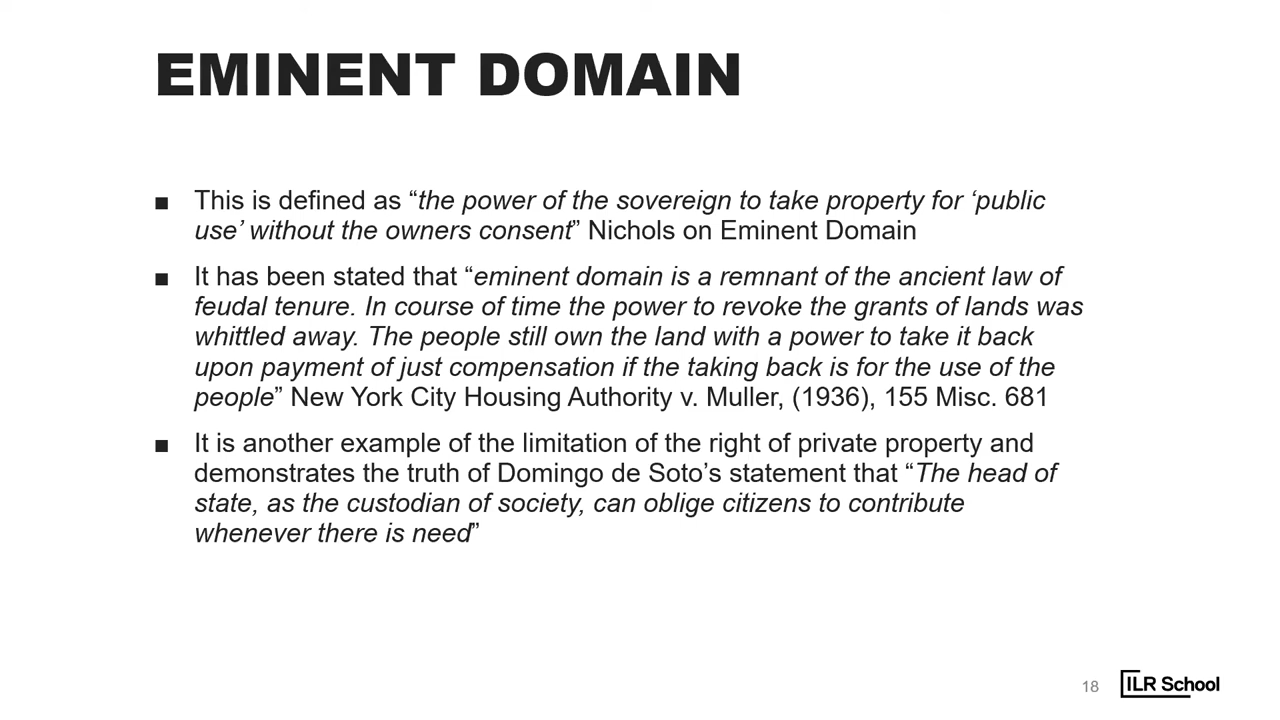 EMINENT DOMAIN
■ This is defined as “the power of the sovereign to take property for ‘public
use’ without the owners consent” Nichols on Eminent Domain
■ It has been stated that “eminent domain is a remnant of the ancient law of
feudal tenure. In course of time the power to revoke the grants of lands was
whittled away. The people still own the land with a power to take it back
upon payment of just compensation if the taking back is for the use of the
people” New York City Housing Authority v. Muller, (1936), 155 Misc. 681
■ It is another example of the limitation of the right of private property and
demonstrates the truth of Domingo de Soto’s statement that “The head of
state, as the custodian of society, can oblige citizens to contribute
whenever there is need”
18
ILR School